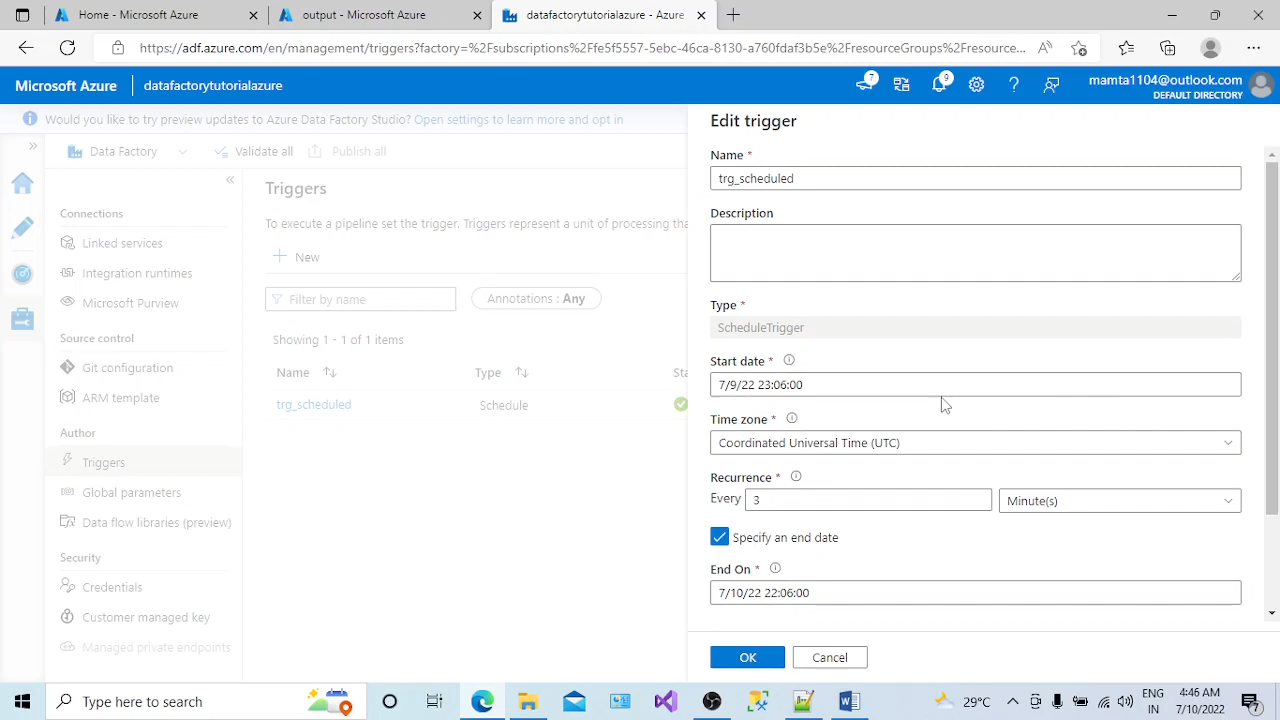 Microsoft Azure
Microsoft Azure
datafactorytutorialazure - Azure
https://adf.azure.com/en/management/triggers?factory=%2Fsubscriptions%2Ffe5f5557-5ebc-46ca-8130-a760fdaf3b5e%2FresourceGroups%2Fresource...
Microsoft Azure
datafactorytutorialazure
7
9
mamta1104@outlook.com
DEFAULT DIRECTORY
Would you like to try preview updates to Azure Data Factory Studio? Open settings to learn more and opt in
Data Factory
Validate all
Publish all
Connections
Linked services
Integration runtimes
Microsoft Purview
Source control
Git configuration
ARM template
Author
Triggers
Global parameters
Data flow libraries (preview)
Security
Credentials
Customer managed key
Managed private endpoints
Triggers
To execute a pipeline set the trigger. Triggers represent a unit of processing tha
New
Filter by name
Annotations : Any
Showing 1 - 1 of 1 items
Name
Type
Sta
trg_scheduled
Schedule
Edit trigger
Name *
trg_scheduled
Description
Type *
ScheduleTrigger
Start date *
7/9/22 23:06:00
Time zone *
Coordinated Universal Time (UTC)
Recurrence *
Every 3 Minute(s)
Specify an end date
End On *
7/10/22 22:06:00
OK
Cancel
Type here to search
29°C
ENG
IN
4:46 AM
7/10/2022
7